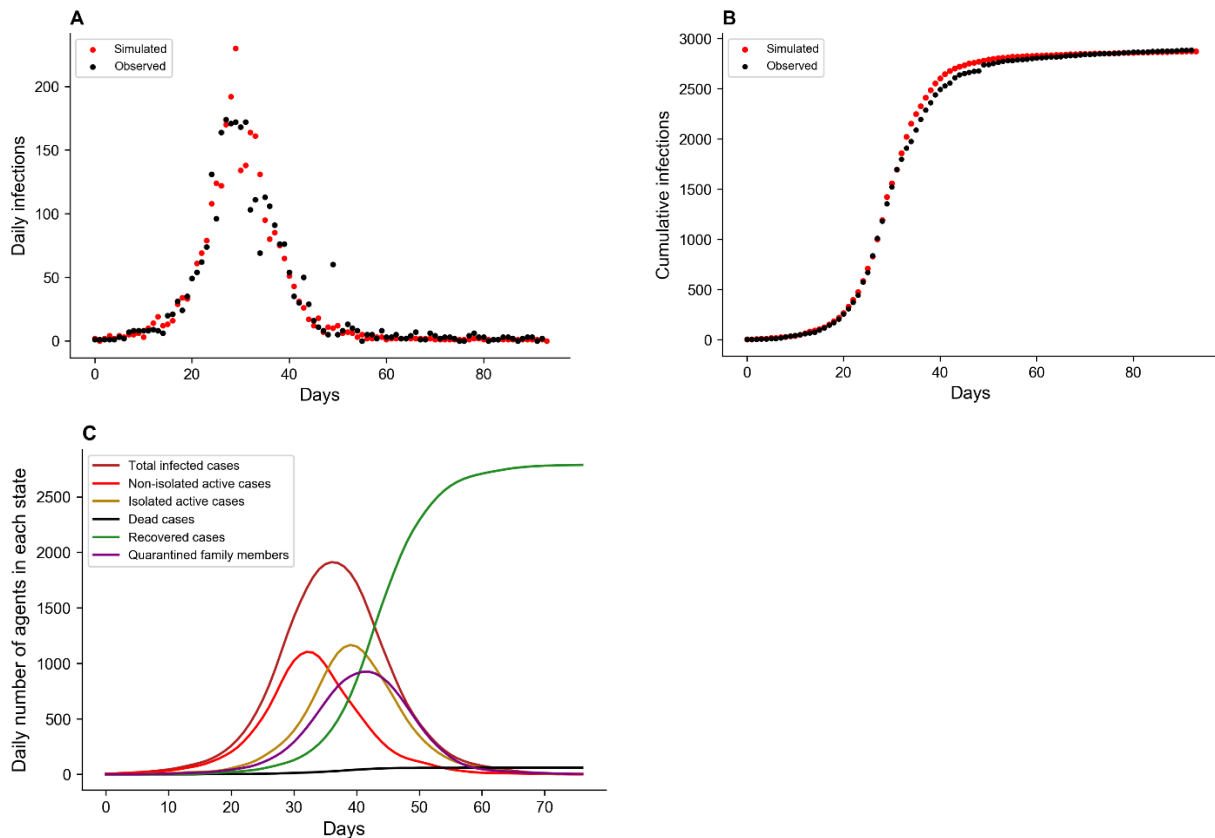 A
Simulated
Observed
200
150
100
50
0
0 20 40 60 80
Daily infections
Days
B
Simulated
Observed
3000
2500
2000
1500
1000
500
0
0 20 40 60 80
Cumulative infections
Days
C
Total infected cases
Non-isolated active cases
Isolated active cases
Dead cases
Recovered cases
Quarantined family members
2500
2000
1500
1000
500
0
0 10 20 30 40 50 60 70
Daily number of agents in each state
Days